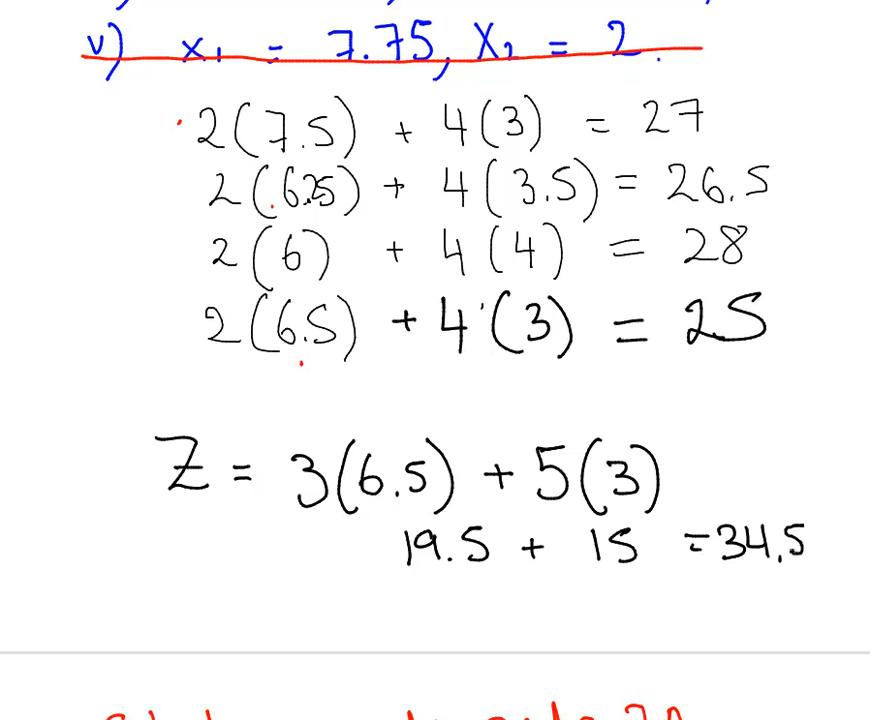 v) x₁ = 7.75, X₂ = 2.
2(7.5) + 4(3) = 27
2(6.25) + 4(3.5) = 26.5
2(6) + 4(4) = 28
2(6.5) + 4(3) = 25
Z = 3(6.5) + 5(3)
19.5 + 15 = 34.5